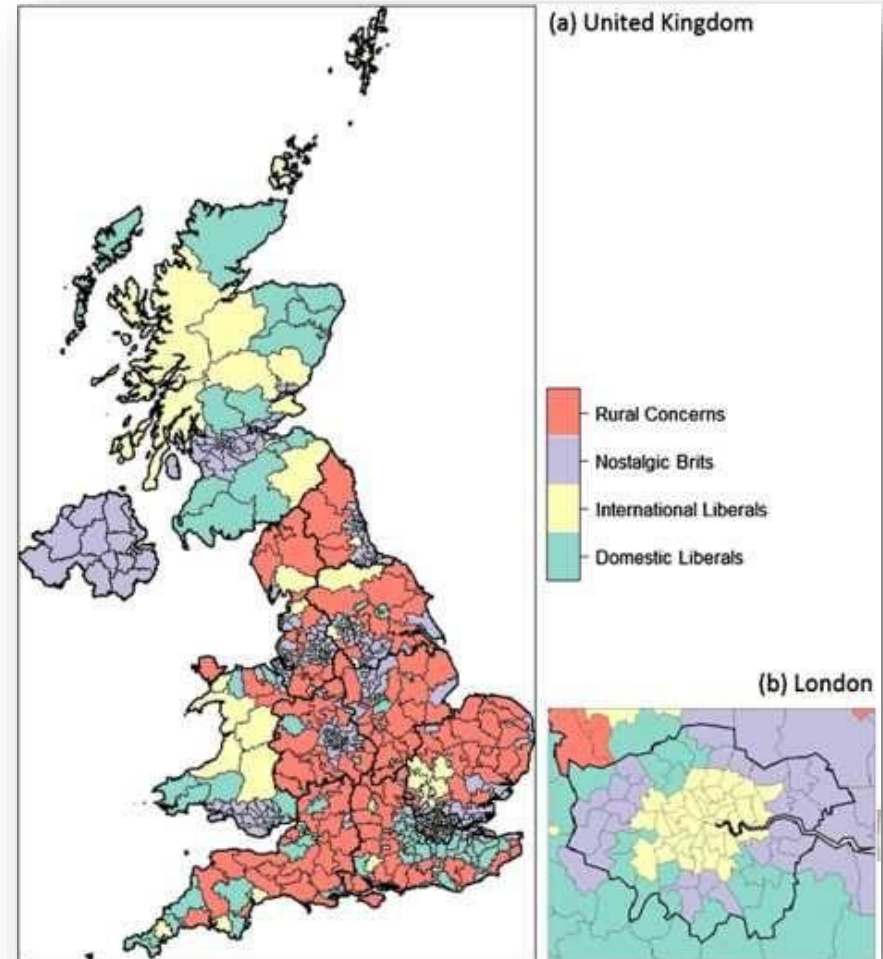 (a) United Kingdom
Rural Concerns
Nostalgic Brits
International Liberals
Domestic Liberals
(b) London